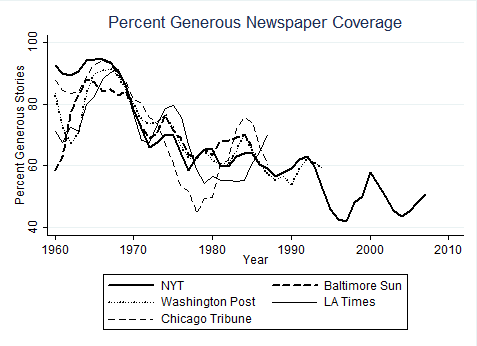 Percent Generous Newspaper Coverage
Percent Generous Stories
100
80
60
40
1960 1970 1980 1990 2000 2010
Year
NYT Baltimore Sun
Washington Post LA Times
Chicago Tribune